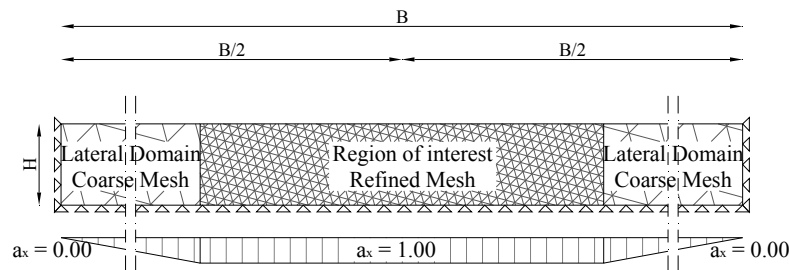 B
B/2
B/2
H
Lateral Domain
Coarse Mesh
Region of interest
Refined Mesh
Lateral Domain
Coarse Mesh
aₓ = 0.00
aₓ = 1.00
aₓ = 0.00